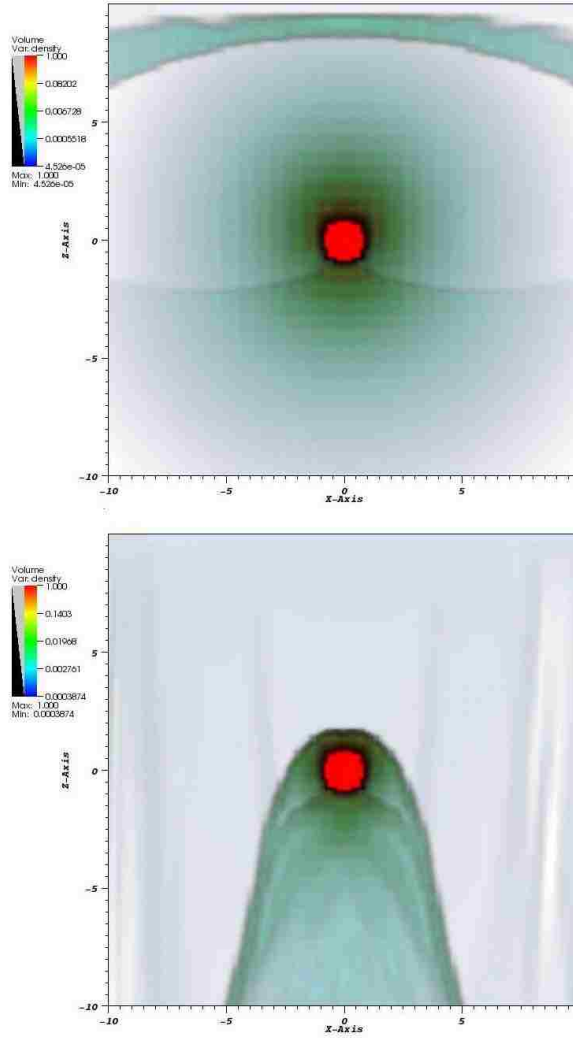 Volume
Var. density
1.000
0.08202
0.006728
0.0005518
4.526e-05
Max: 1.000
Min: 4.526e-05
5
0
-5
-10
Z-Axis
-10
-5
0
5
X-Axis
Volume
Var. density
1.000
0.1403
0.01968
0.002761
0.0003874
Max: 1.000
Min: 0.0003874
5
0
-5
-10
Z-Axis
-10
-5
0
5
X-Axis